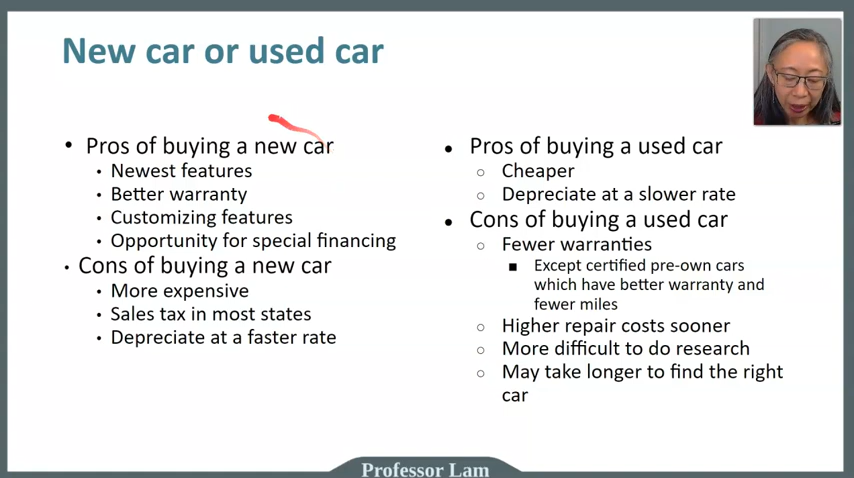 New car or used car
• Pros of buying a new car
• Newest features
• Better warranty
• Customizing features
• Opportunity for special financing
• Cons of buying a new car
• More expensive
• Sales tax in most states
• Depreciate at a faster rate
• Pros of buying a used car
○ Cheaper
○ Depreciate at a slower rate
• Cons of buying a used car
○ Fewer warranties
■ Except certified pre-own cars
which have better warranty and
fewer miles
○ Higher repair costs sooner
○ More difficult to do research
○ May take longer to find the right
car
Professor Lam